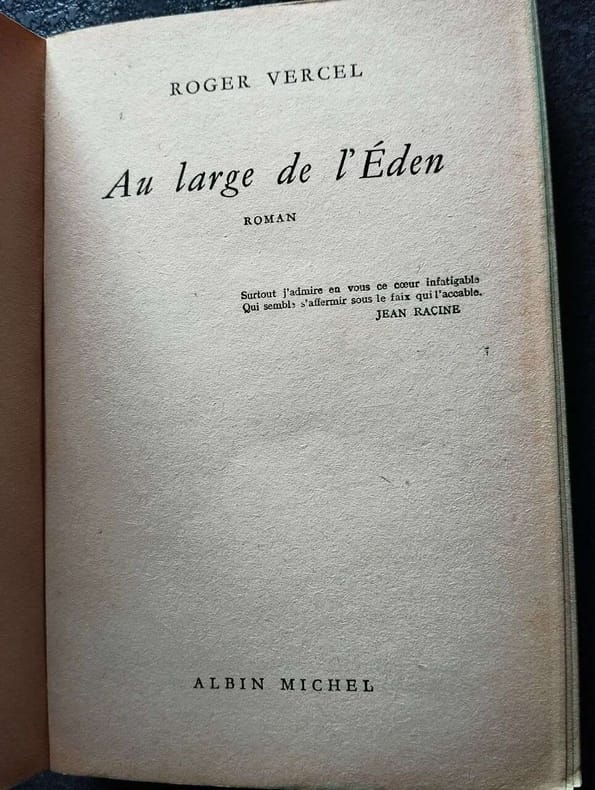 ROGER VERCEL
Au large de l'Éden
ROMAN
Surtout j'admire en vous ce cœur infatigable
Qui semble s'affermir sous le faix qui l'accable.
JEAN RACINE
ALBIN MICHEL